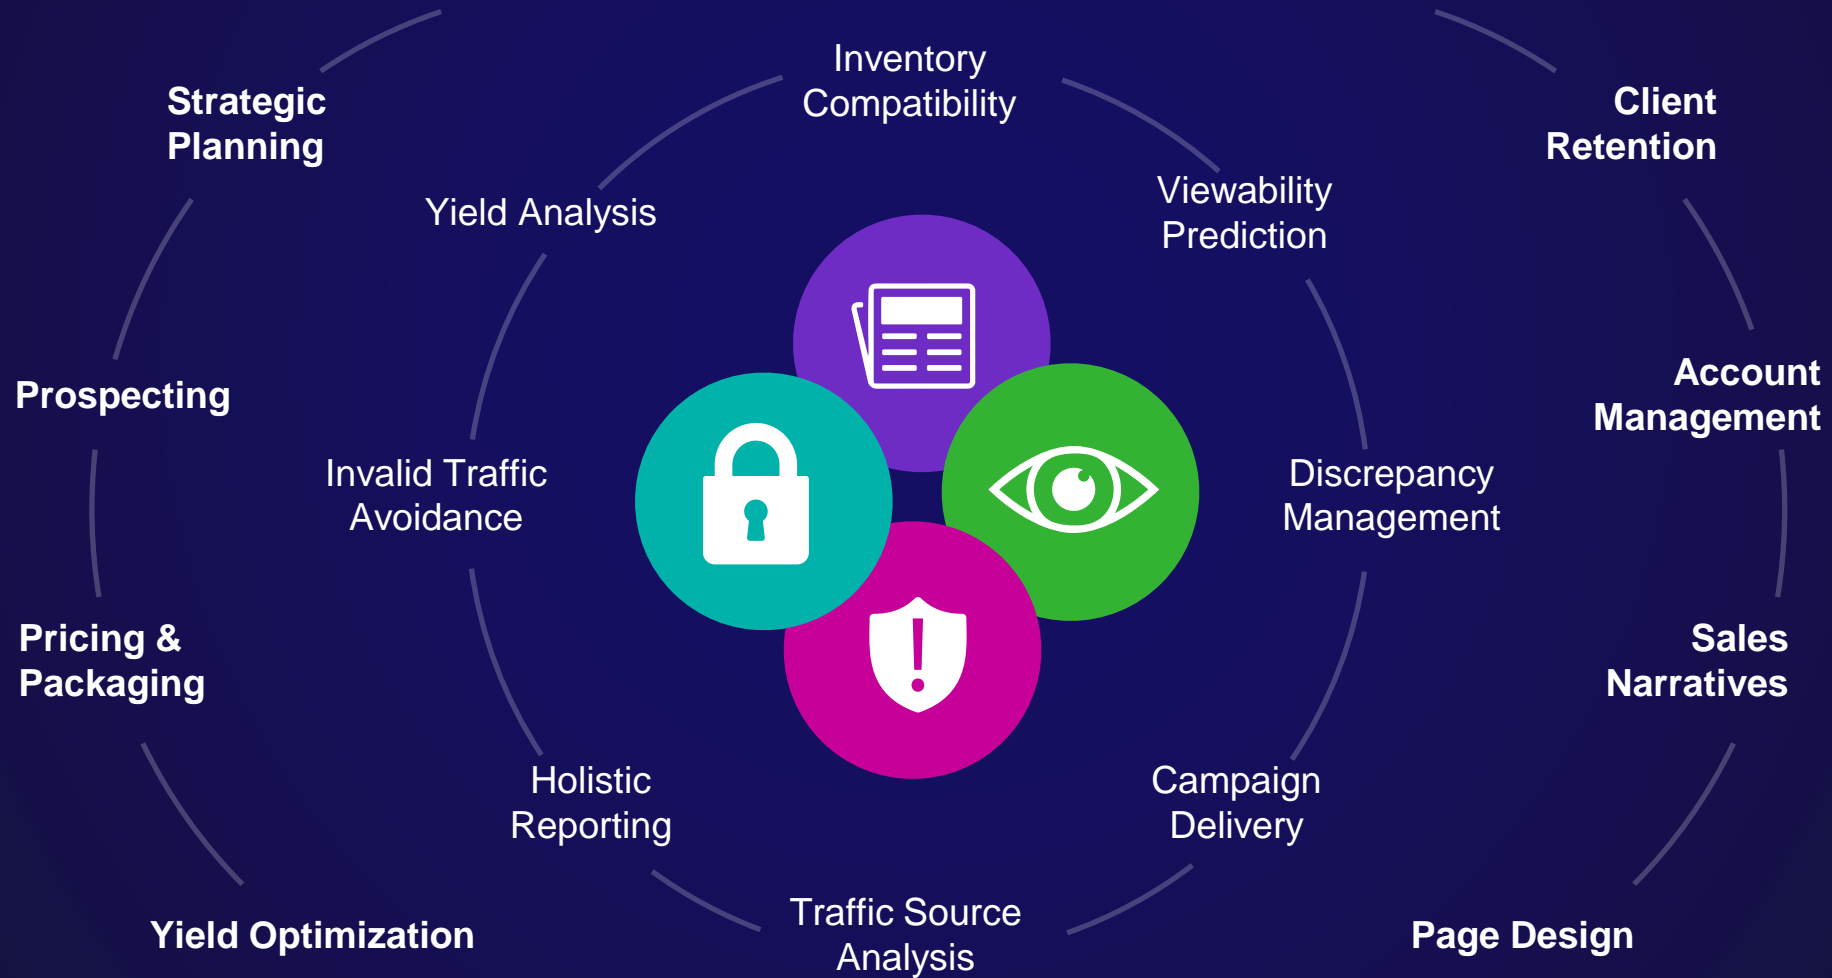 Inventory
Compatibility
Strategic
Planning
Client
Retention
Yield Analysis
Viewability
Prediction
Prospecting
Account
Management
Invalid Traffic
Avoidance
Discrepancy
Management
Pricing &
Packaging
Sales
Narratives
Holistic
Reporting
Campaign
Delivery
Yield Optimization
Traffic Source
Analysis
Page Design